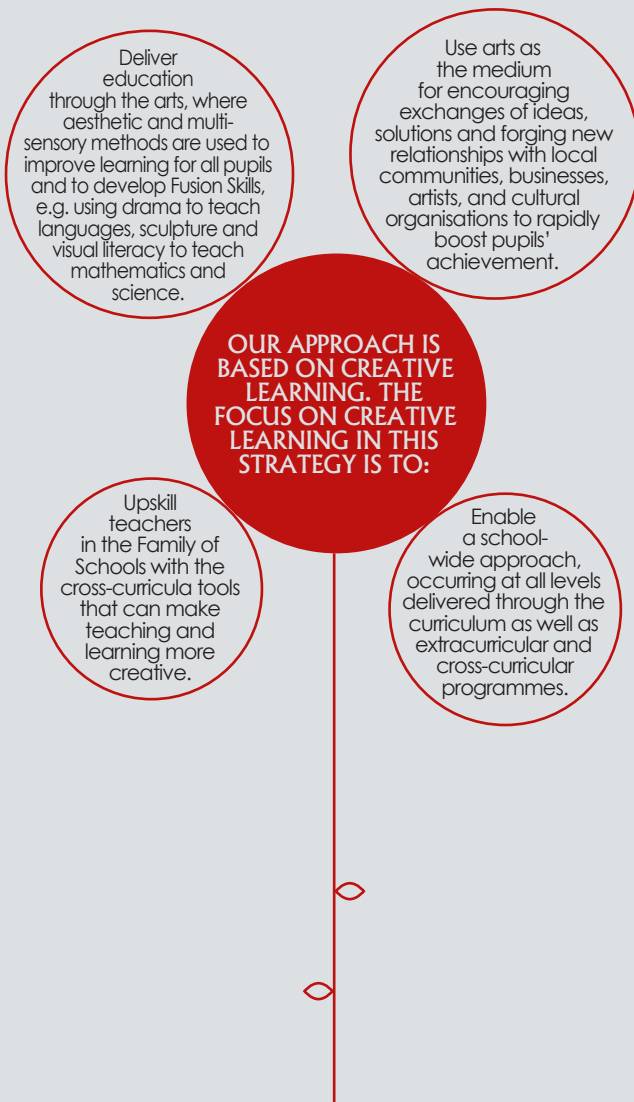 Deliver
education
through the arts, where
aesthetic and multi-
sensory methods are used to
improve learning for all pupils
and to develop Fusion Skills,
e.g. using drama to teach
languages, sculpture and
visual literacy to teach
mathematics and
science.
Use arts as
the medium
for encouraging
exchanges of ideas,
solutions and forging new
relationships with local
communities, businesses,
artists, and cultural
organisations to rapidly
boost pupils'
achievement.
OUR APPROACH IS
BASED ON CREATIVE
LEARNING. THE
FOCUS ON CREATIVE
LEARNING IN THIS
STRATEGY IS TO:
Upskill
teachers
in the Family of
Schools with the
cross-curricula tools
that can make
teaching and
learning more
creative.
Enable
a school-
wide approach,
occurring at all levels
delivered through the
curriculum as well as
extracurricular and
cross-curricular
programmes.